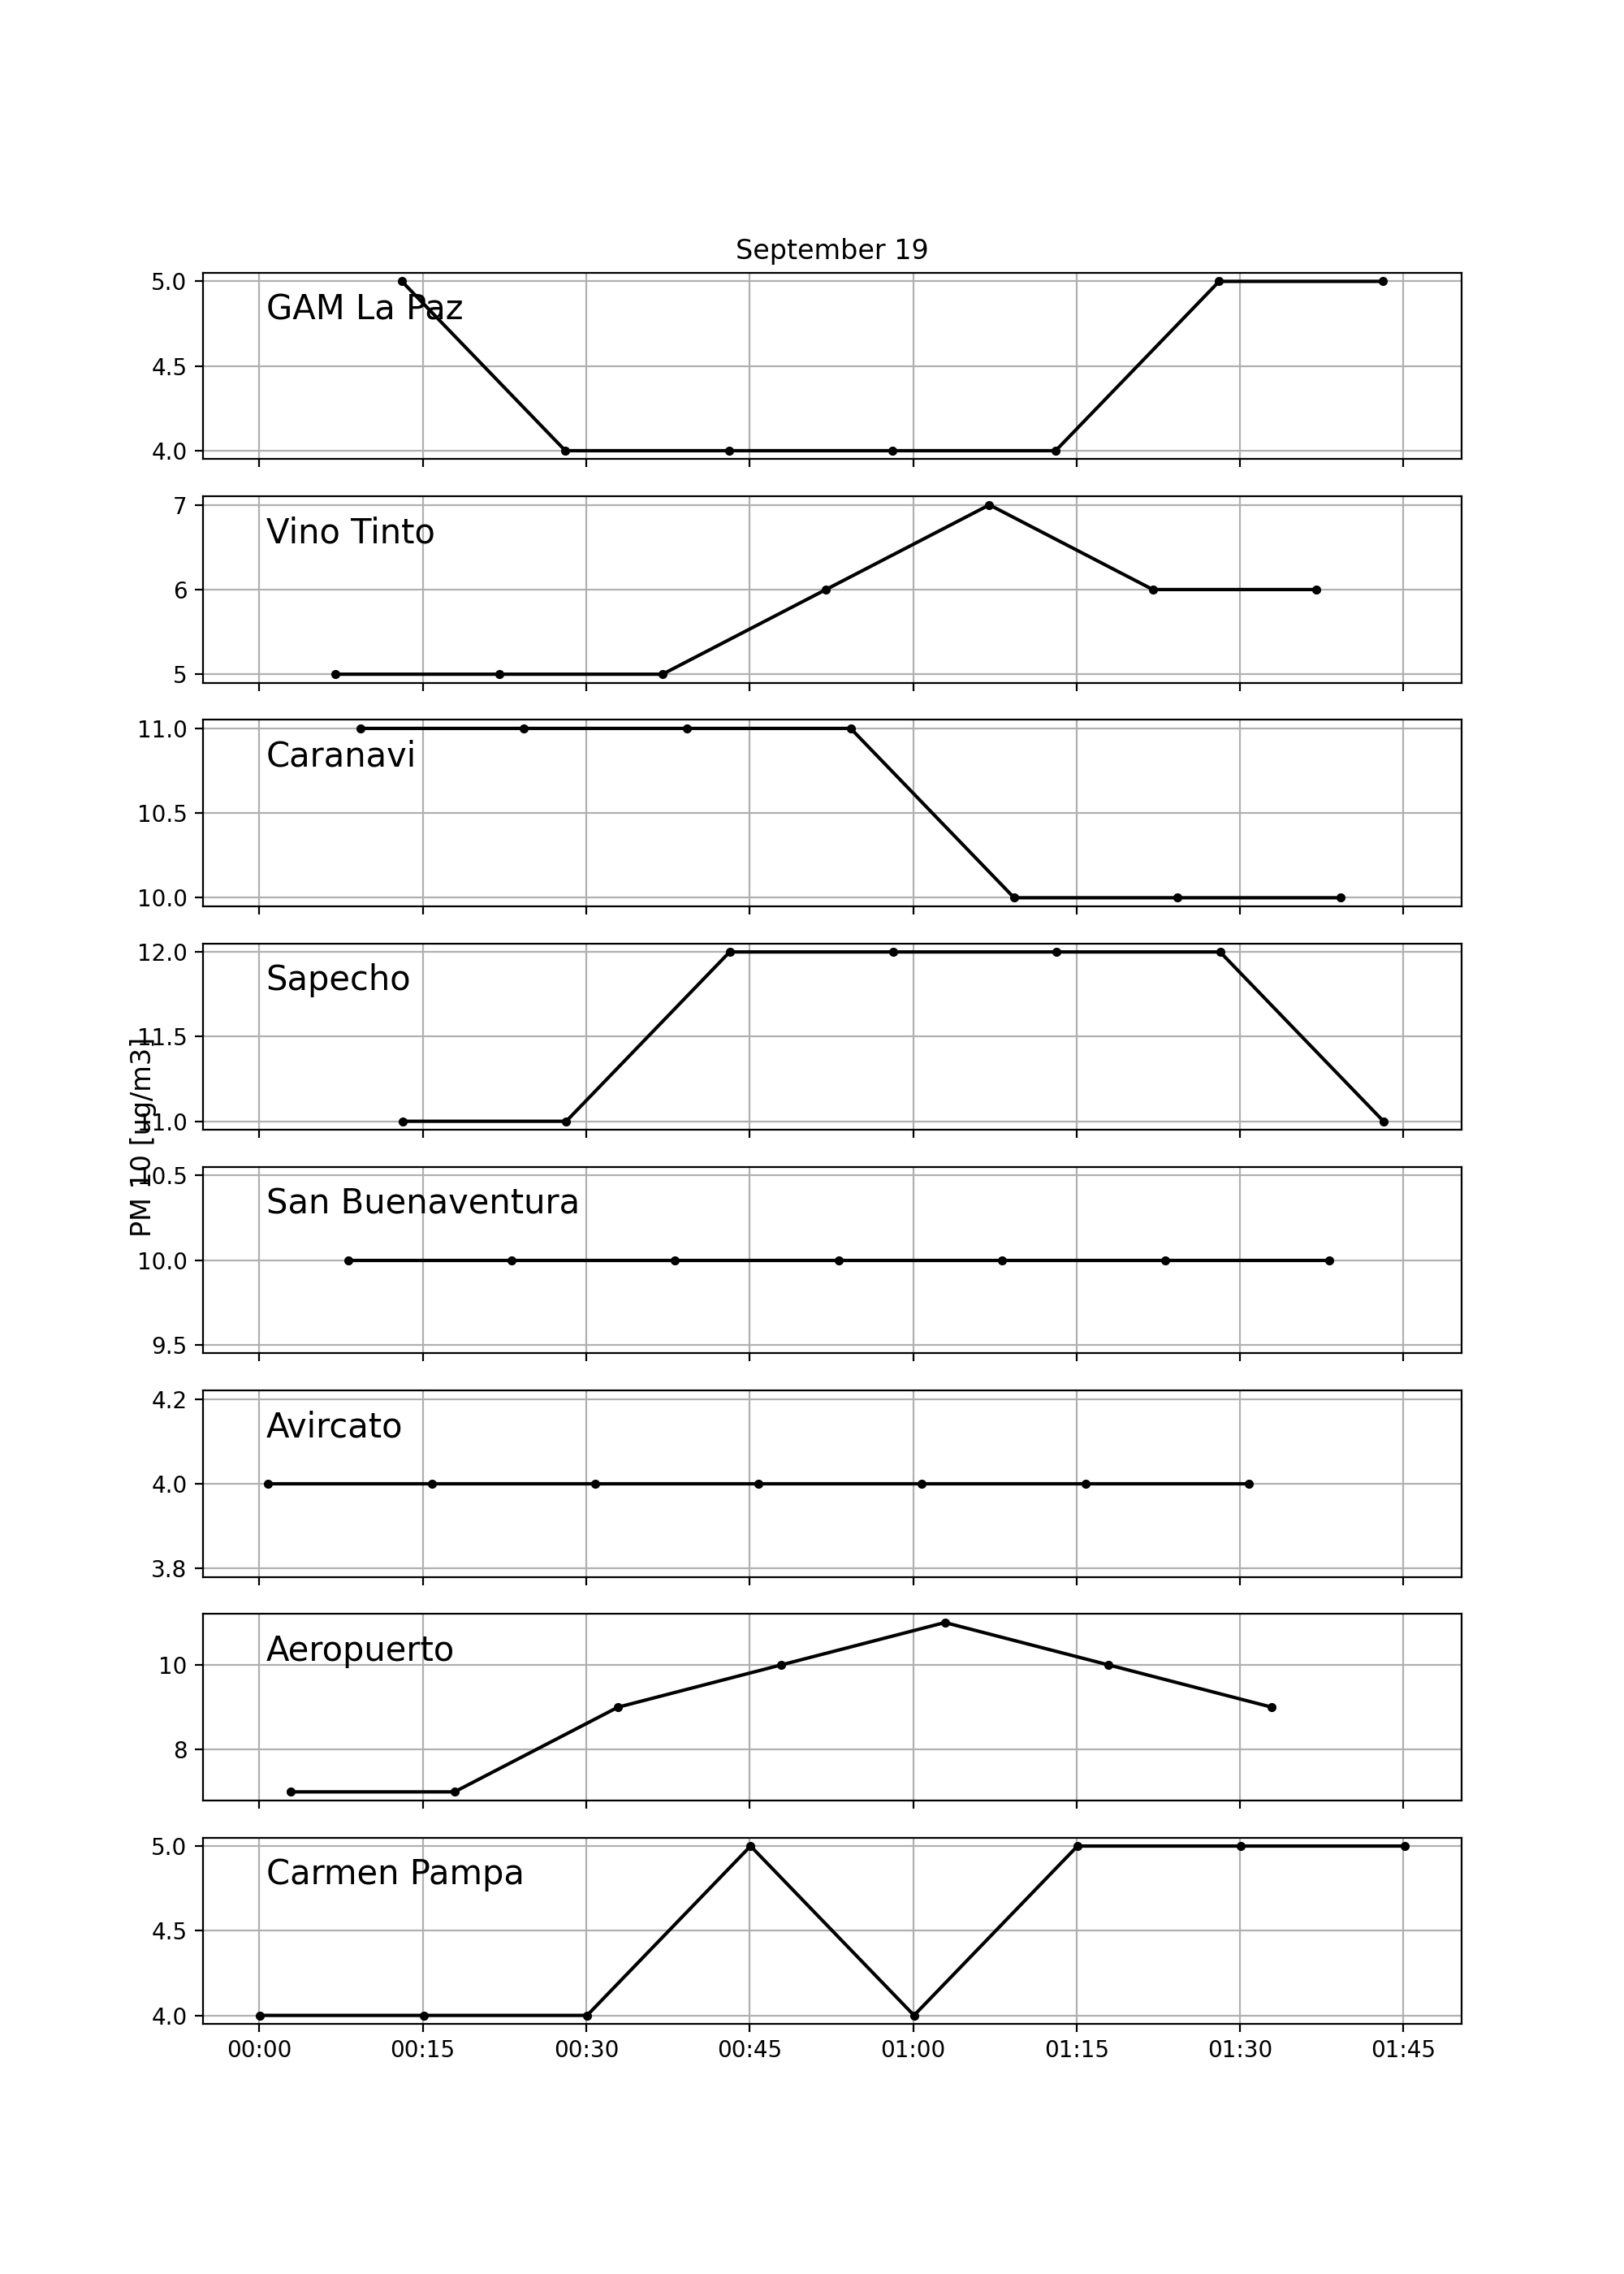 September 19
5.0
GAM La Paz
4.5
4.0
7
Vino Tinto
6
5
11.0
Caranavi
10.5
10.0
12.0
Sapecho
11.5
11.0
PM 10 [ug/m3]
10.5
San Buenaventura
10.0
9.5
4.2
Avircato
4.0
3.8
Aeropuerto
10
8
5.0
Carmen Pampa
4.5
4.0
00:00 00:15 00:30 00:45 01:00 01:15 01:30 01:45